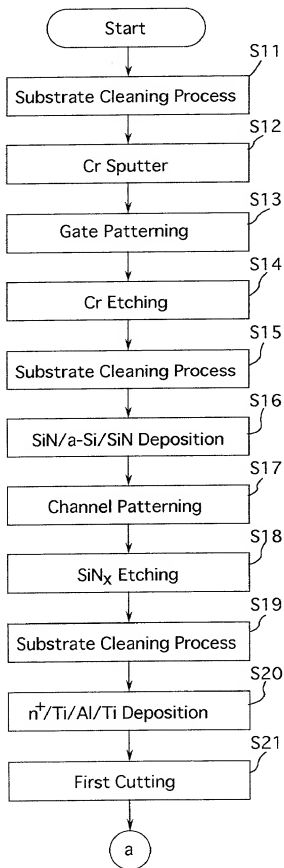 Start
S11
Substrate Cleaning Process
S12
Cr Sputter
S13
Gate Patterning
S14
Cr Etching
S15
Substrate Cleaning Process
S16
SiN/a-Si/SiN Deposition
S17
Channel Patterning
S18
SiNx Etching
S19
Substrate Cleaning Process
S20
n+/Ti/Al/Ti Deposition
S21
First Cutting
a